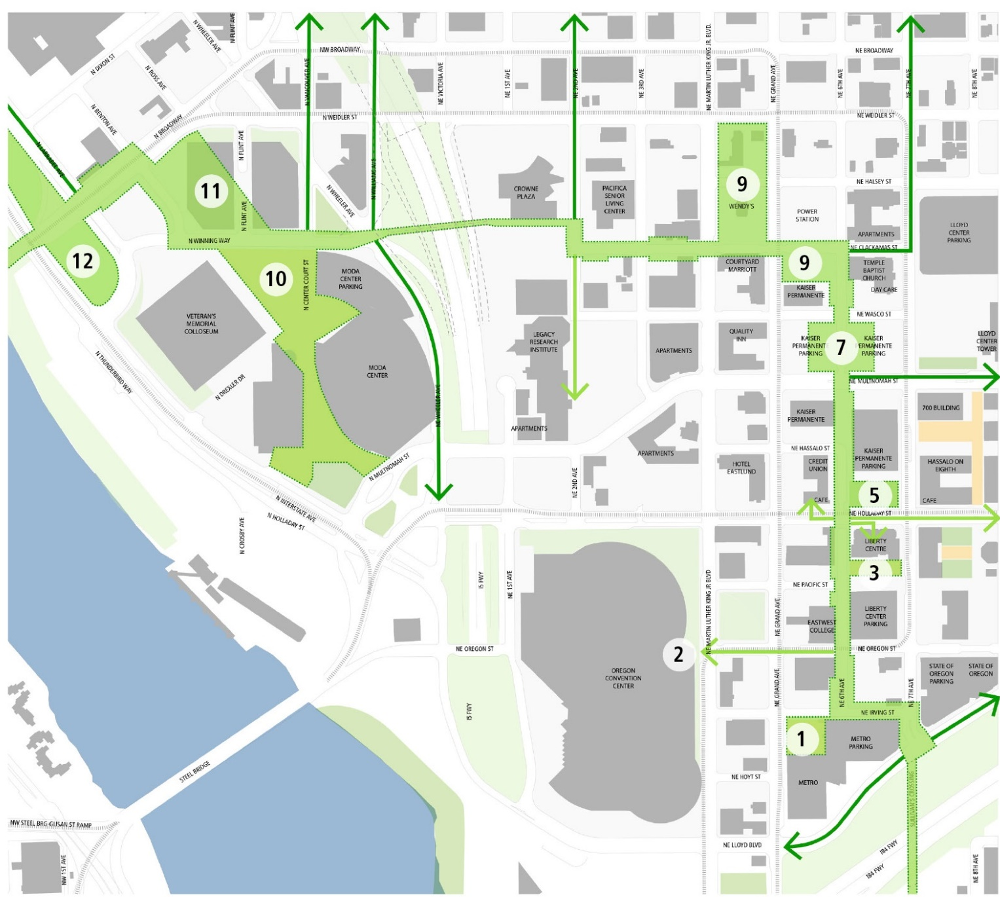 N WHEELER AVE
N FLINT AVE
N DIXON ST
N ROSS AVE
N BENTON AVE
N BROADWAY
N LARRABEE AVE
N VANCOUVER AVE
NW BROADWAY
N WEIDLER ST
N WILLIAMS AVE
NE VICTORIA AVE
NE 1ST AVE
NE 2ND AVE
NE 3RD AVE
NE MARTIN LUTHER KING JR. BLVD.
NE GRAND AVE
NE 6TH AVE
NE BROADWAY
NE 7TH AVE
NE 8TH AVE
NE WEIDLER ST
NE HALSEY ST
N FLINT AVE
N FLINT AVE
N WHEELER AVE
11
12
10
N WINNING WAY
N CENTER COURT ST
MODA
CENTER
PARKING
CROWNE
PLAZA
PACIFICA
SENIOR
LIVING
CENTER
9
WENDY'S
POWER
STATION
APARTMENTS
LLOYD
CENTER
PARKING
NE CLACKAMAS ST
COURTYARD
MARRIOTT
9
KAISER
PERMANENTE
TEMPLE
BAPTIST
CHURCH
DAY CARE
NE WASCO ST
VETERAN'S
MEMORIAL
COLLOSEUM
LEGACY
RESEARCH
INSTITUTE
APARTMENTS
QUALITY
INN
KAISER
PERMANENTE
PARKING
7
KAISER
PERMANENTE
PARKING
LLOYD
CENTER
TOWER
N THUNDERBIRD WAY
N DREXLER DR
MODA
CENTER
NE WHEELER AVE
NE MULTNOMAH ST
APARTMENTS
APARTMENTS
KAISER
PERMANENTE
700 BUILDING
NE HASSALO ST
N MULTNOMAH ST
NE 2ND AVE
HOTEL
EASTLUND
CREDIT
UNION
CAFE
KAISER
PERMANENTE
PARKING
HASSALO ON
EIGHTH
CAFE
5
NE HOLLADAY ST
N INTERSTATE AVE
N HOLLADAY ST
N CROSBY AVE
LIBERTY
CENTRE
3
NE PACIFIC ST
I5 FWY
NE 1ST AVE
NE MARTIN LUTHER KING JR BLVD
NE GRAND AVE
EASTWEST
COLLEGE
LIBERTY
CENTER
PARKING
NE OREGON ST
NE OREGON ST
2
OREGON
CONVENTION
CENTER
NE GRAND AVE
NE 6TH AVE
NE 7TH AVE
STATE OF
OREGON
PARKING
STATE OF
OREGON
I5 FWY
NE IRVING ST
1
METRO
PARKING
METRO
NE HOYT ST
STEEL BRIDGE
SULLIVAN'S CROSSING
NW STEEL BRG-GLISAN ST RAMP
NW 1ST AVE
NE LLOYD BLVD
I84 FWY
I84 FWY
NE 8TH AVE